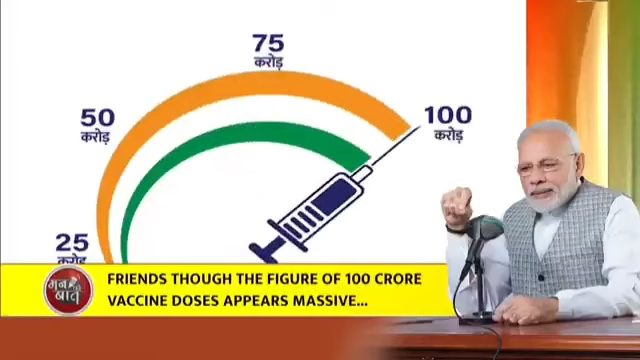 75
करोड़
50
करोड़
100
करोड़
25
करोड़
मन
की
बात
FRIENDS THOUGH THE FIGURE OF 100 CRORE
VACCINE DOSES APPEARS MASSIVE...